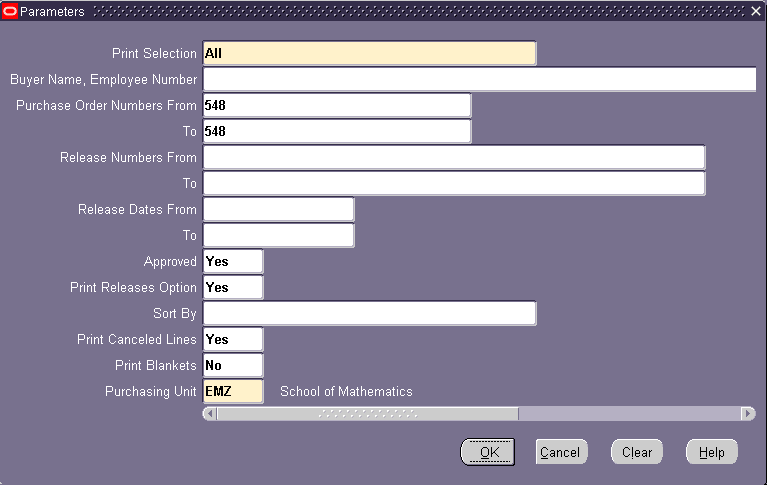 Parameters
Print Selection All
Buyer Name, Employee Number
Purchase Order Numbers From 548
To 548
Release Numbers From
To
Release Dates From
To
Approved Yes
Print Releases Option Yes
Sort By
Print Canceled Lines Yes
Print Blankets No
Purchasing Unit EMZ School of Mathematics
OK Cancel Clear Help